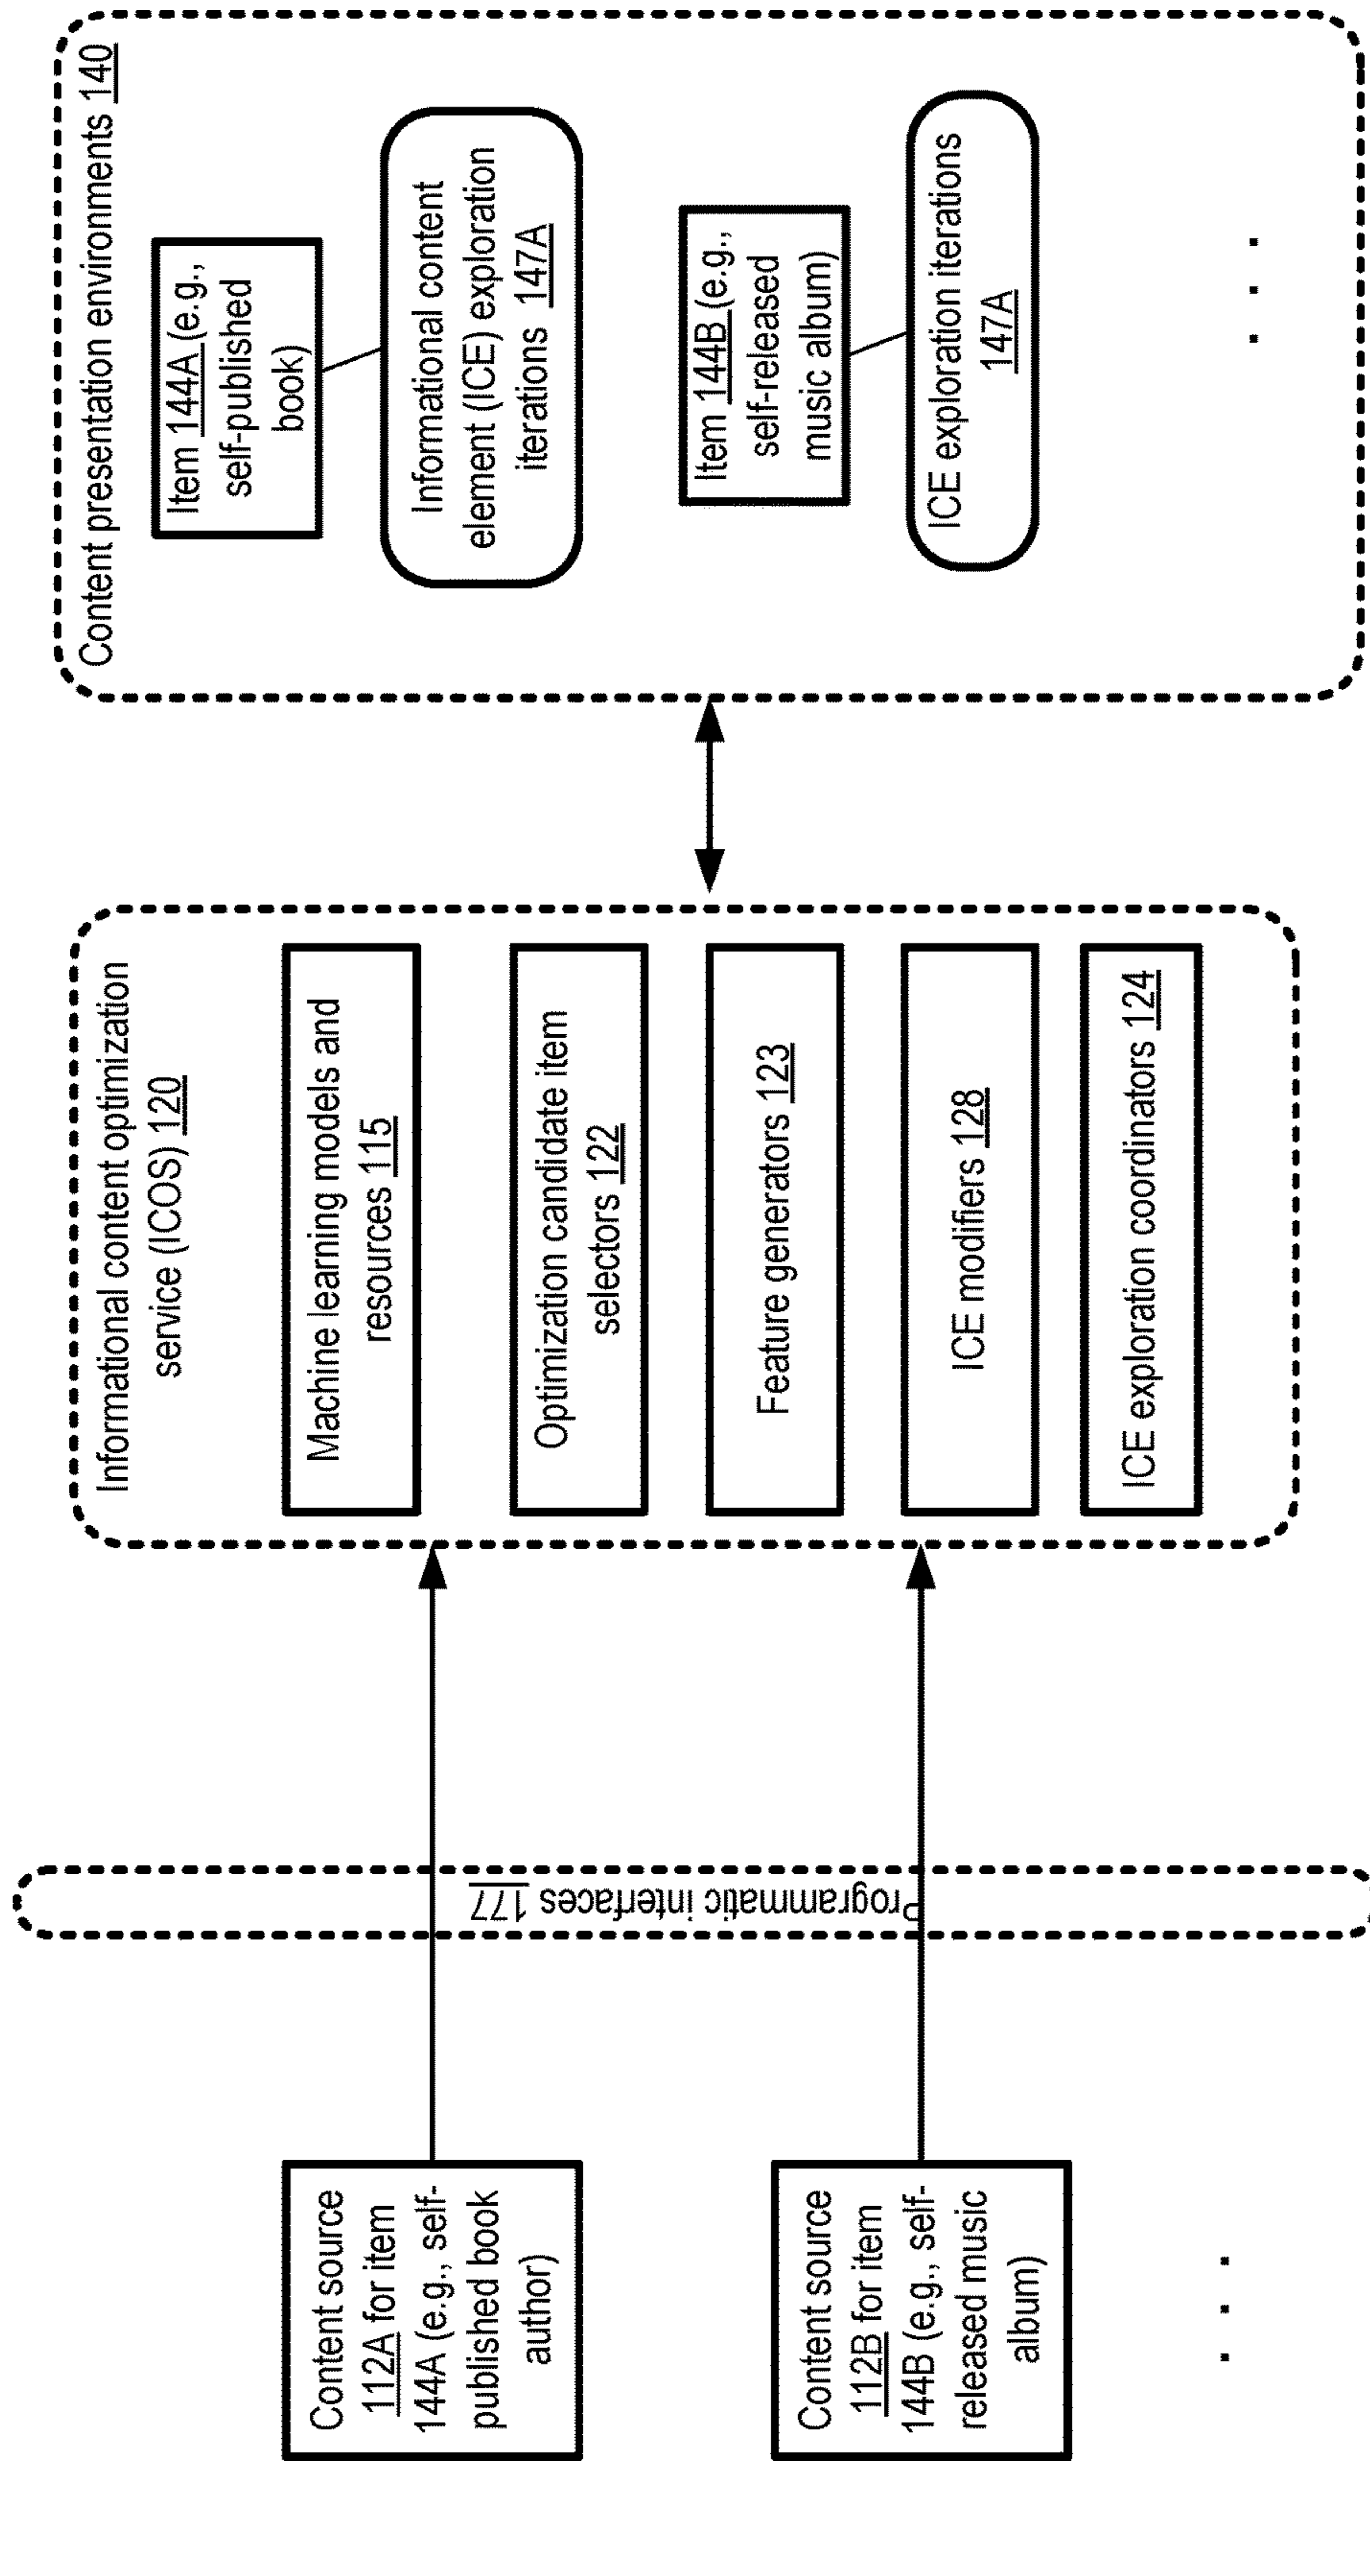 Content source
112A for item
144A (e.g., self-
published book
author)
Content source
112B for item
144B (e.g., self-
released music
album)
. . .
Programmatic interfaces 177
Informational content optimization
service (ICOS) 120
Machine learning models and
resources 115
Optimization candidate item
selectors 122
Feature generators 123
ICE modifiers 128
ICE exploration coordinators 124
Content presentation environments 140
Item 144A (e.g.,
self-published
book)
Informational content
element (ICE) exploration
iterations 147A
Item 144B (e.g.,
self-released
music album)
ICE exploration iterations
147A
. . .